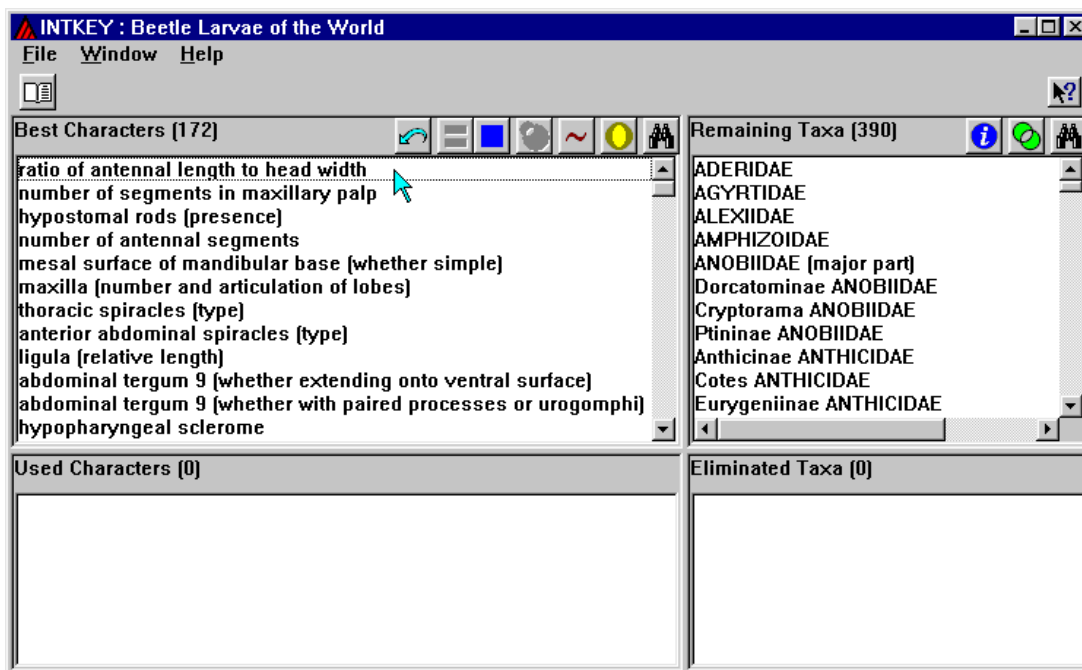 INTKEY : Beetle Larvae of the World
File Window Help
Best Characters (172)
ratio of antennal length to head width
number of segments in maxillary palp
hypostomal rods (presence)
number of antennal segments
mesal surface of mandibular base (whether simple)
maxilla (number and articulation of lobes)
thoracic spiracles (type)
anterior abdominal spiracles (type)
ligula (relative length)
abdominal tergum 9 (whether extending onto ventral surface)
abdominal tergum 9 (whether with paired processes or urogomphi)
hypopharyngeal sclerome
Remaining Taxa (390)
ADERIDAE
AGYRTIDAE
ALEXIIDAE
AMPHIZOIDAE
ANOBIIDAE (major part)
Dorcatominae ANOBIIDAE
Cryptorama ANOBIIDAE
Ptininae ANOBIIDAE
Anthicinae ANTHICIDAE
Cotes ANTHICIDAE
Eurygeniinae ANTHICIDAE
Used Characters (0)
Eliminated Taxa (0)